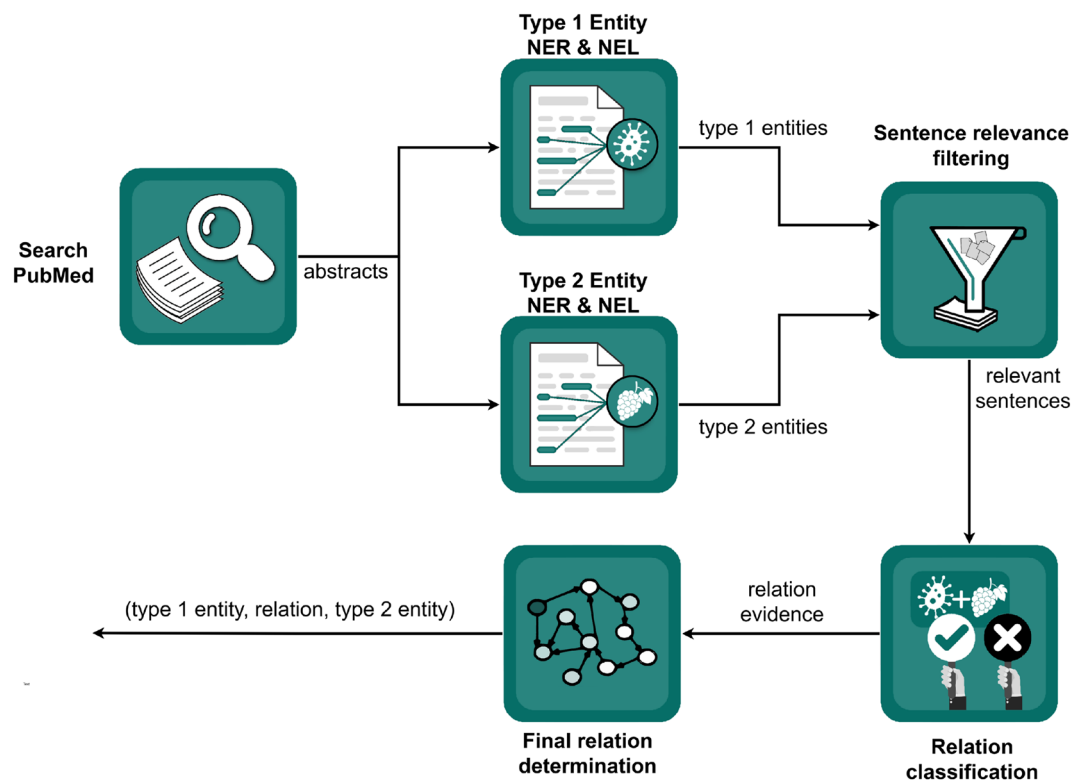 Type 1 Entity
NER & NEL
type 1 entities
Sentence relevance
filtering
Search
PubMed
abstracts
Type 2 Entity
NER & NEL
type 2 entities
relevant
sentences
(type 1 entity, relation, type 2 entity)
relation
evidence
Final relation
determination
Relation
classification